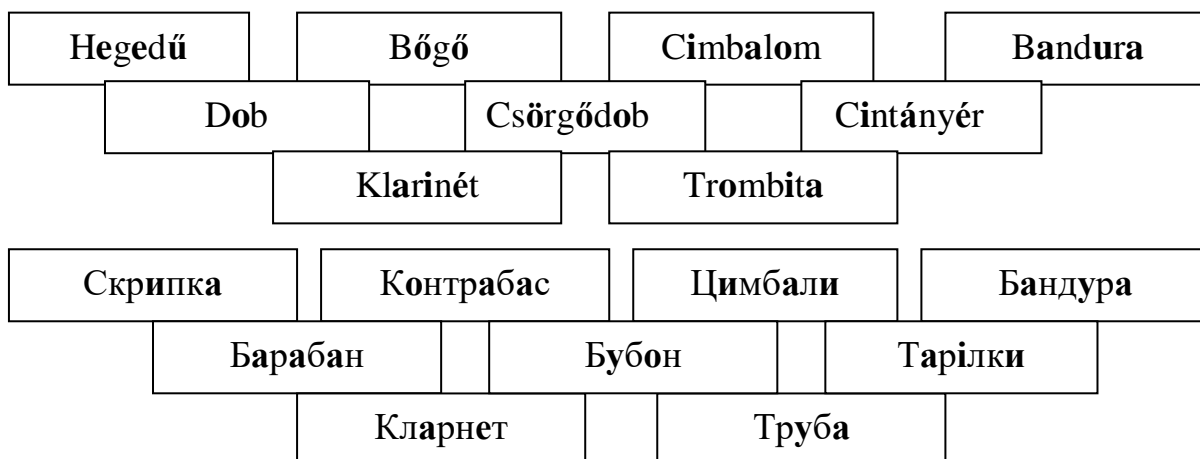 Hegedű Bőgő Cimbalom Bandura
Dob Csörgődob Cintányér
Klarinét Trombita
Скрипка Контрабас Цимбали Бандура
Барабан Бубон Тарілки
Кларнет Труба